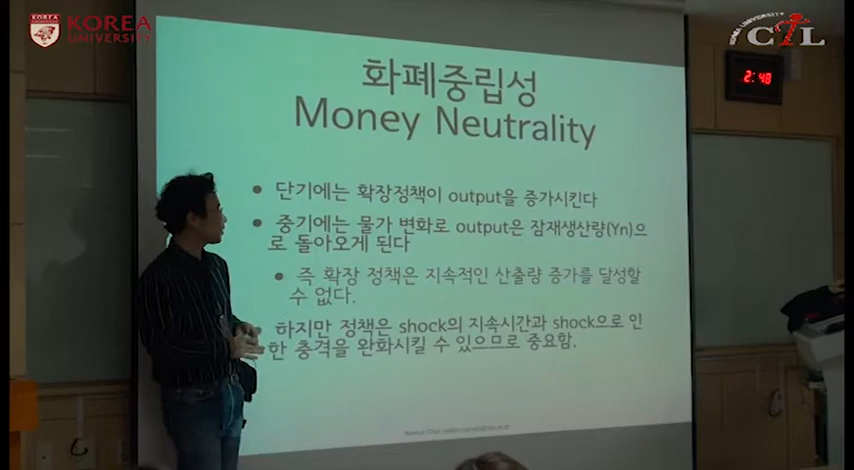 KOREA
UNIVERSITY
KOREA UNIVERSITY
CTL
2:48
화폐중립성
Money Neutrality
• 단기에는 확장정책이 output을 증가시킨다
• 중기에는 물가 변화로 output은 잠재생산량(Yn)으
로 돌아오게 된다
• 즉 확장 정책은 지속적인 산출량 증가를 달성할
수 없다.
하지만 정책은 shock의 지속시간과 shock으로 인
한 충격을 완화시킬 수 있으므로 중요함.